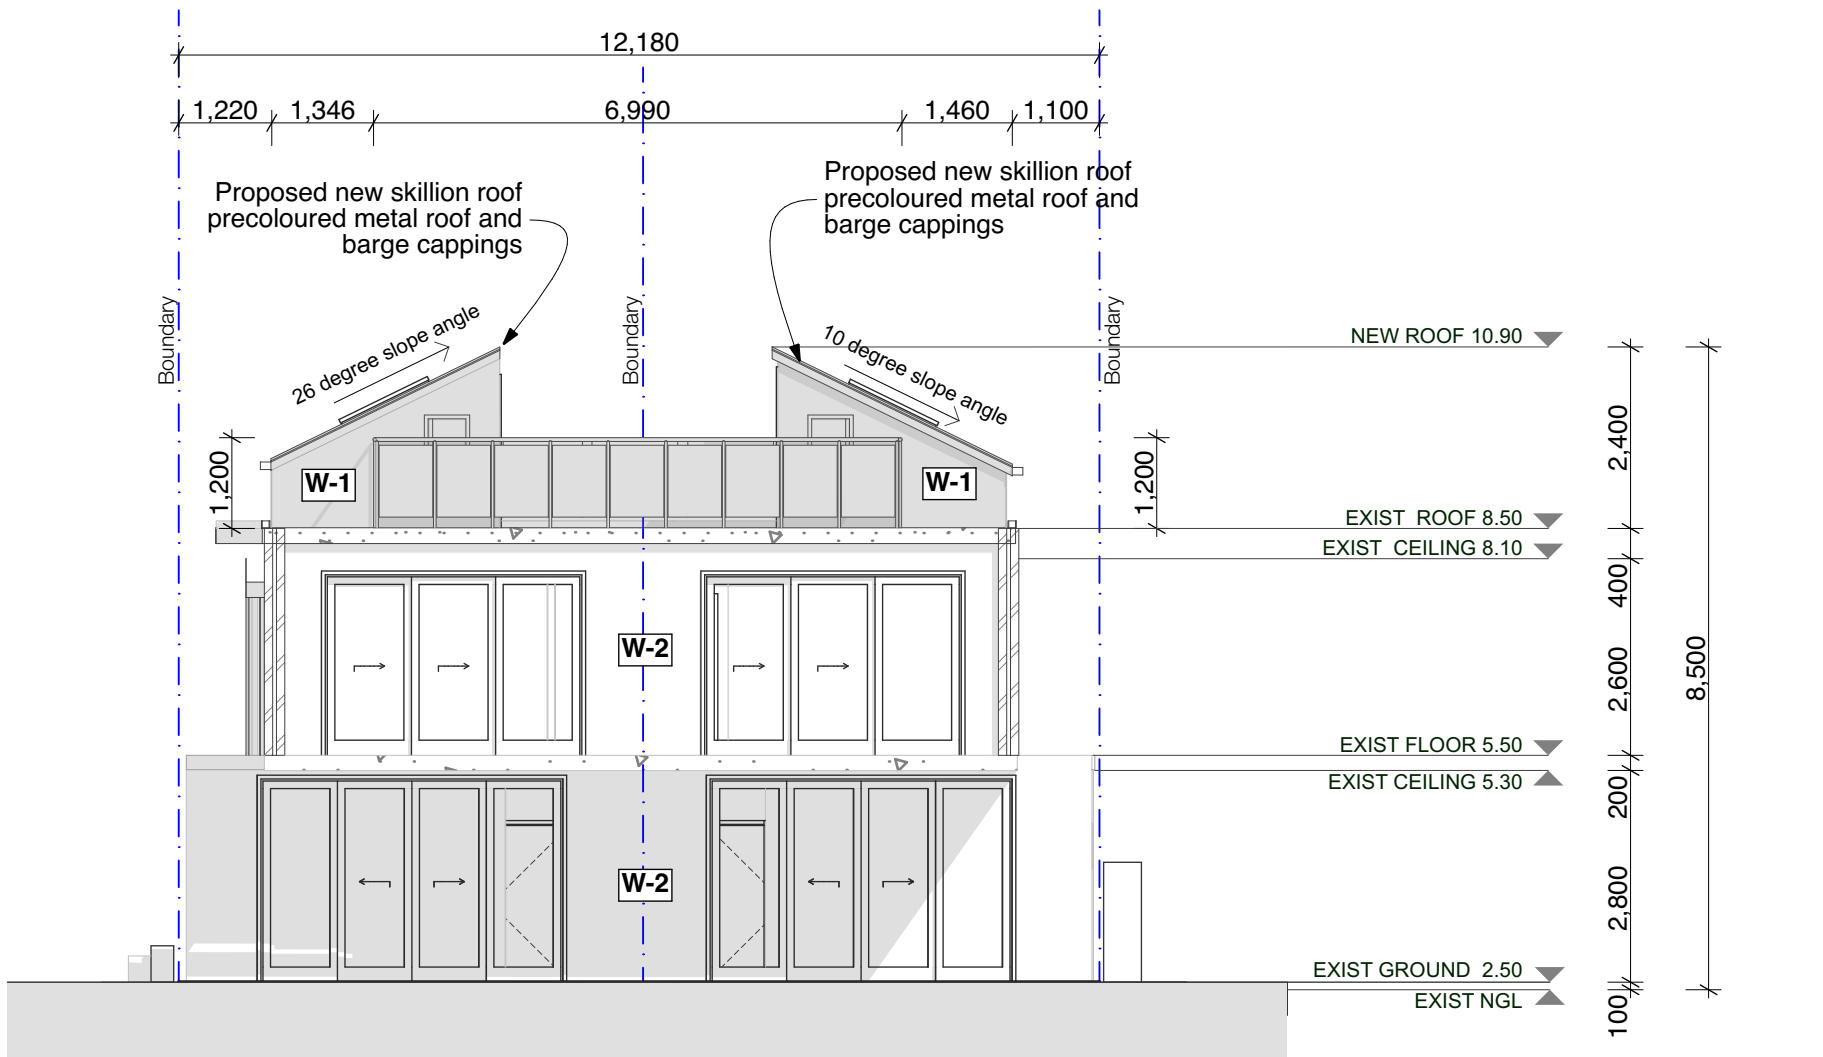 12,180
1,220
1,346
6,990
1,460
1,100
Proposed new skillion roof
precoloured metal roof and
barge cappings
Proposed new skillion roof
precoloured metal roof and
barge cappings
Boundary
Boundary
Boundary
26 degree slope angle
10 degree slope angle
NEW ROOF 10.90
2,400
1,200
W-1
W-1
1,200
EXIST ROOF 8.50
EXIST CEILING 8.10
400
W-2
2,600
8,500
EXIST FLOOR 5.50
EXIST CEILING 5.30
200
W-2
2,800
EXIST GROUND 2.50
EXIST NGL
100